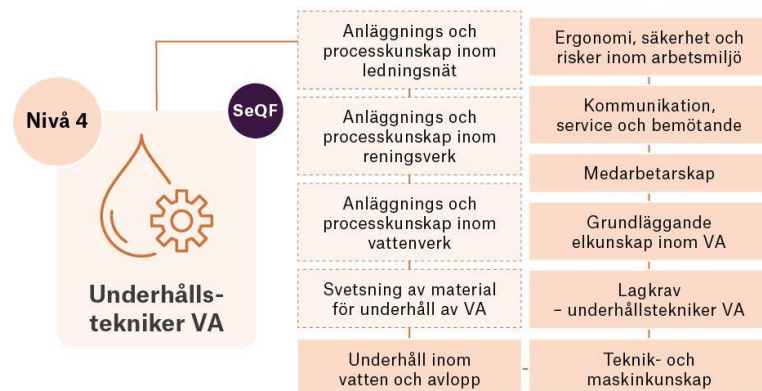 Nivå 4
SeQF
Underhålls-
tekniker VA
Anläggnings och
processkunskap inom
ledningsnät
Anläggnings och
processkunskap inom
reningsverk
Anläggnings och
processkunskap inom
vattenverk
Svetsning av material
för underhåll av VA
Underhåll inom
vatten och avlopp
Ergonomi, säkerhet och
risker inom arbetsmiljö
Kommunikation,
service och bemötande
Medarbetarskap
Grundläggande
elkunskap inom VA
Lagkrav
– underhållstekniker VA
Teknik- och
maskinkunskap